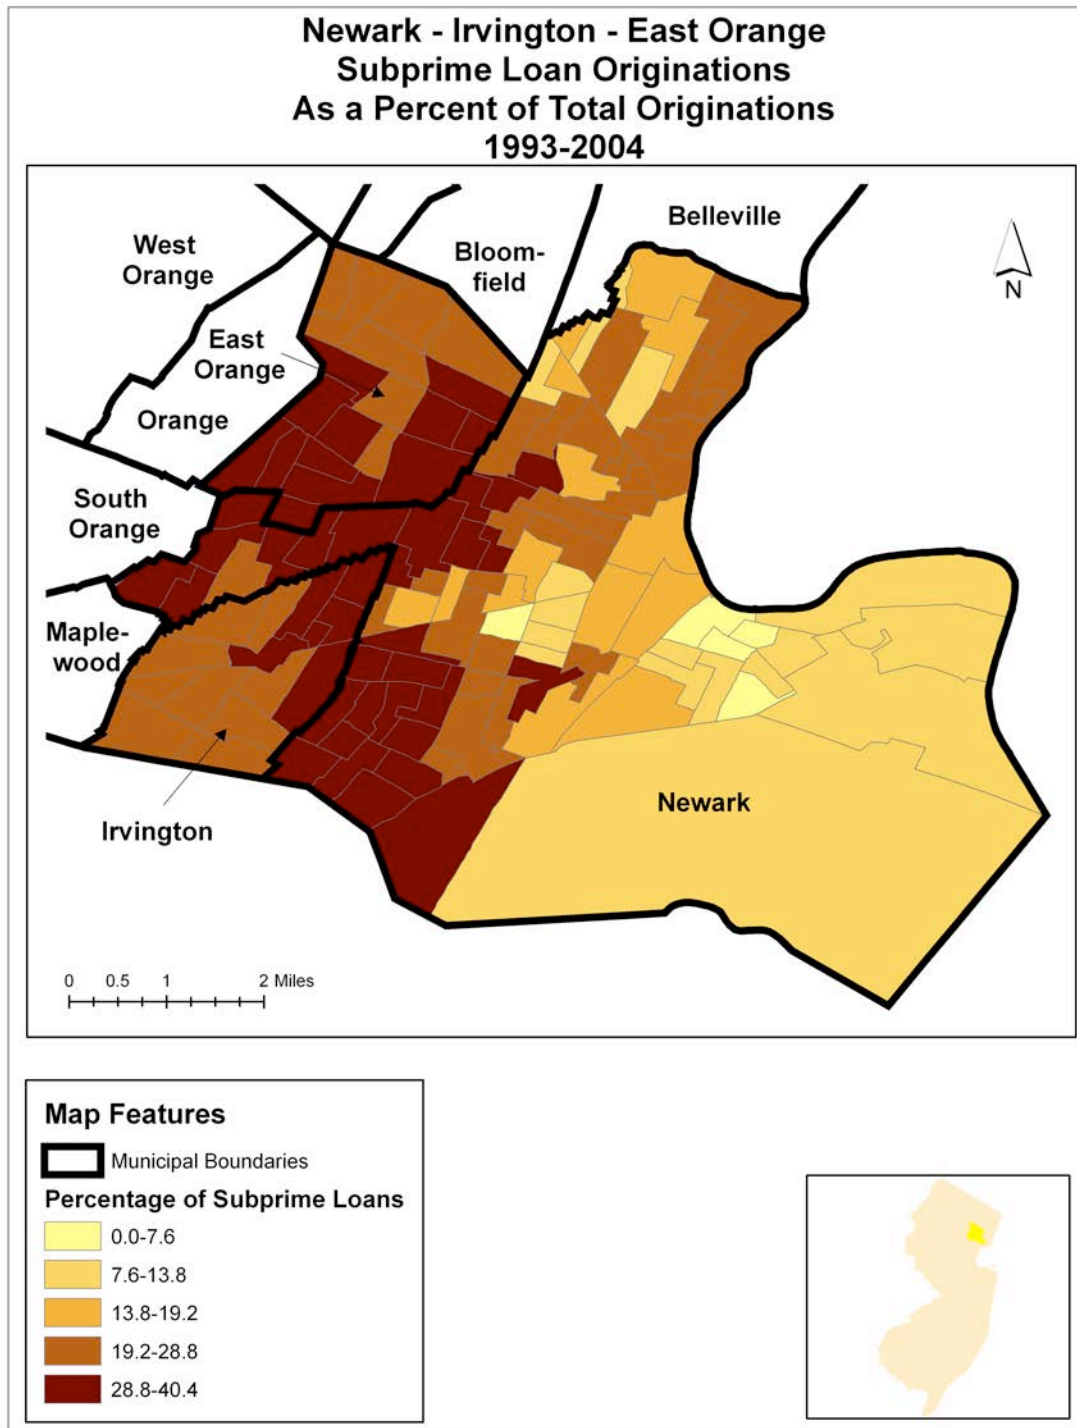 Newark - Irvington - East Orange
Subprime Loan Originations
As a Percent of Total Originations
1993-2004
Belleville
West
Orange
Bloom-
field
N
East
Orange
Orange
South
Orange
Maple-
wood
Newark
Irvington
0 0.5 1 2 Miles
Map Features
Municipal Boundaries
Percentage of Subprime Loans
0.0-7.6
7.6-13.8
13.8-19.2
19.2-28.8
28.8-40.4